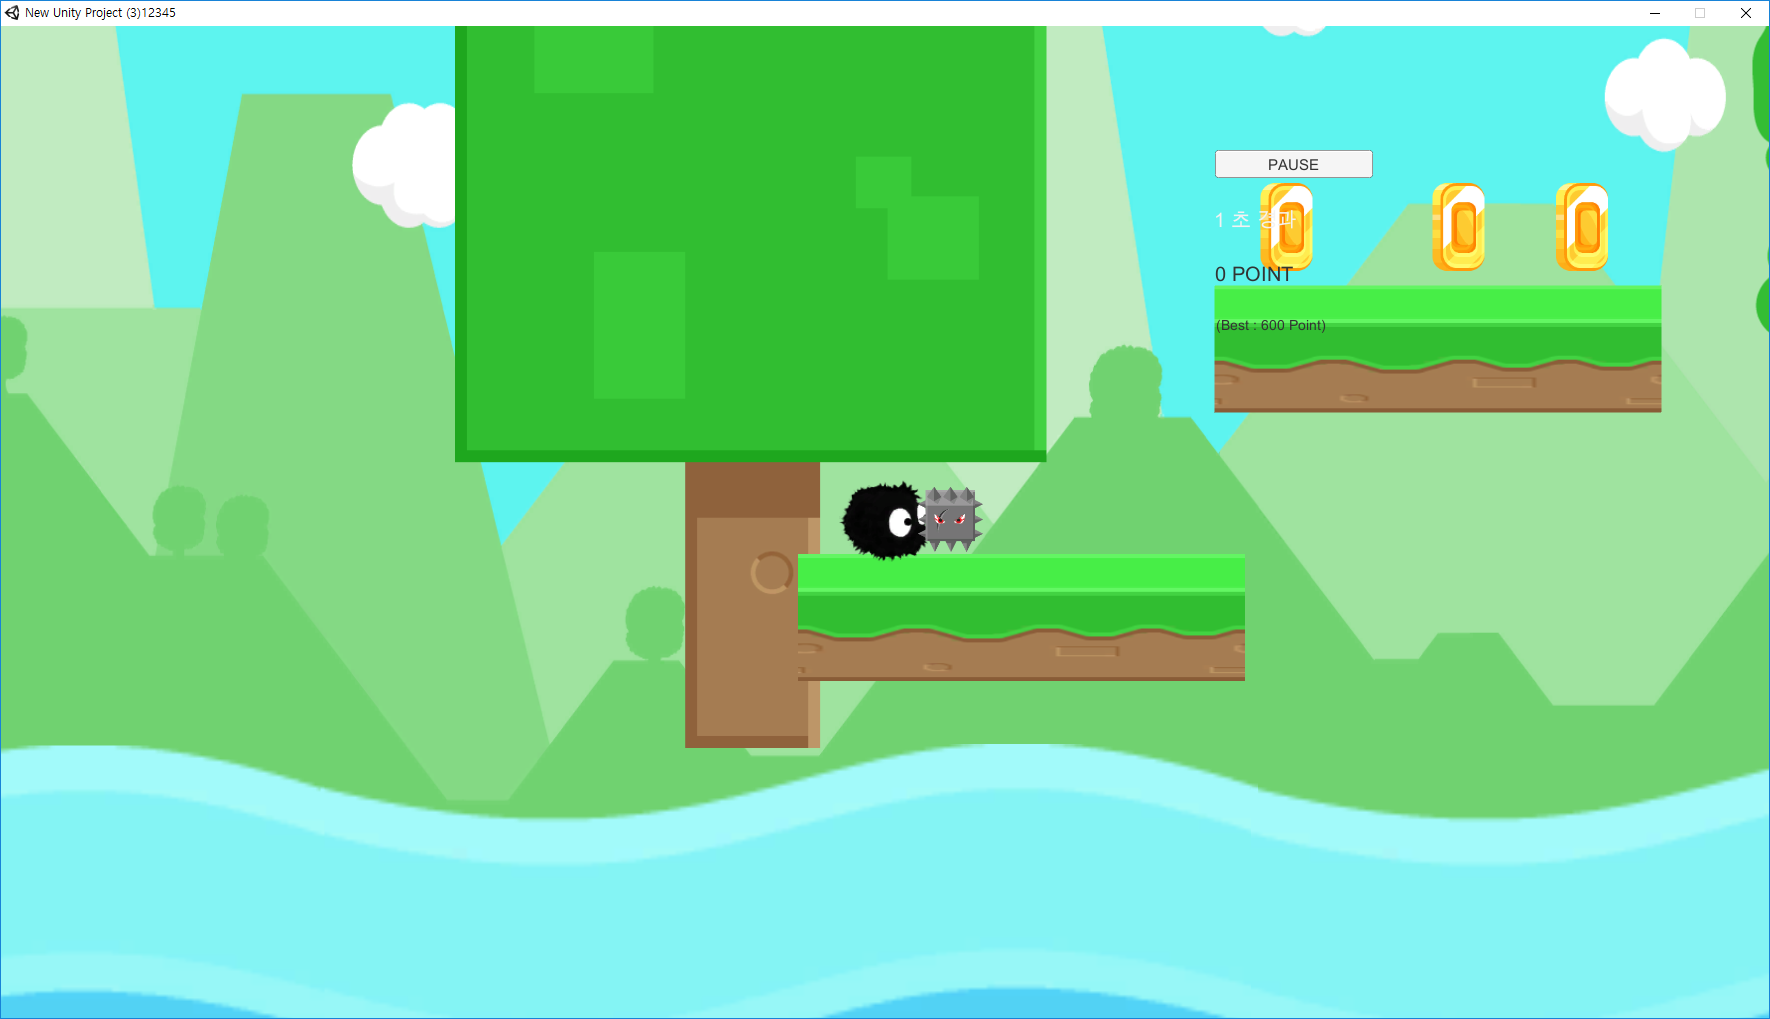 New Unity Project (3)12345
PAUSE
1 초 경과
0 POINT
(Best : 600 Point)